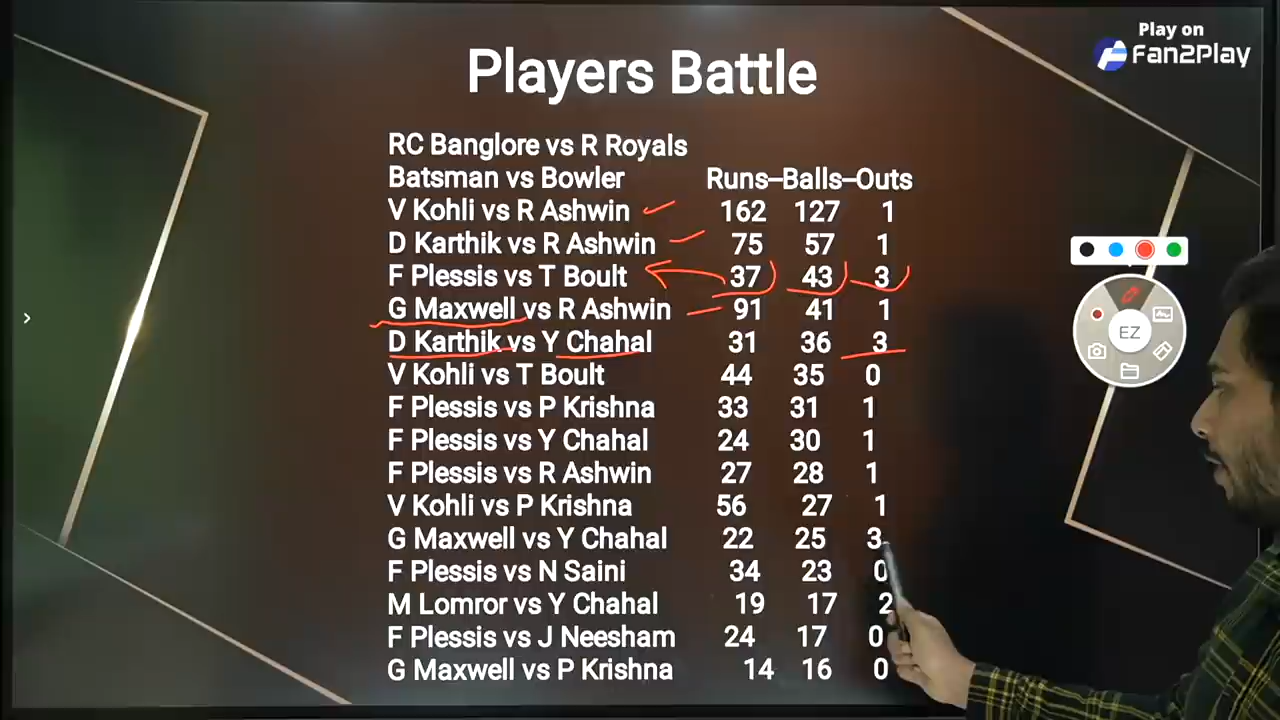 Play on
Fan2Play
Players Battle
RC Banglore vs R Royals
Batsman vs Bowler Runs–Balls–Outs
V Kohli vs R Ashwin 162 127 1
D Karthik vs R Ashwin 75 57 1
F Plessis vs T Boult 37 43 3
G Maxwell vs R Ashwin 91 41 1
D Karthik vs Y Chahal 31 36 3
V Kohli vs T Boult 44 35 0
F Plessis vs P Krishna 33 31 1
F Plessis vs Y Chahal 24 30 1
F Plessis vs R Ashwin 27 28 1
V Kohli vs P Krishna 56 27 1
G Maxwell vs Y Chahal 22 25 3
F Plessis vs N Saini 34 23 0
M Lomror vs Y Chahal 19 17 2
F Plessis vs J Neesham 24 17 0
G Maxwell vs P Krishna 14 16 0
EZ